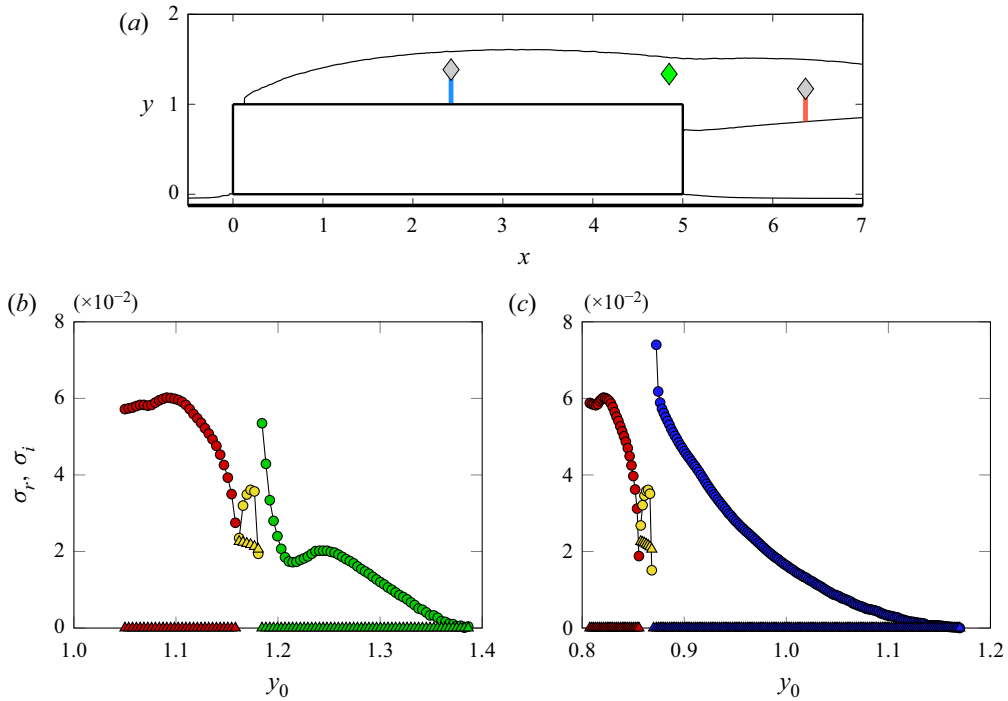 (a)
2
y
1
0
0 1 2 3 4 5 6 7
x
(b) (×10−2) (c) (×10−2)
8 8
6 6
σr, σi
4 4
2 2
0 0
1.0 1.1 1.2 1.3 1.4 0.8 0.9 1.0 1.1 1.2
y0 y0